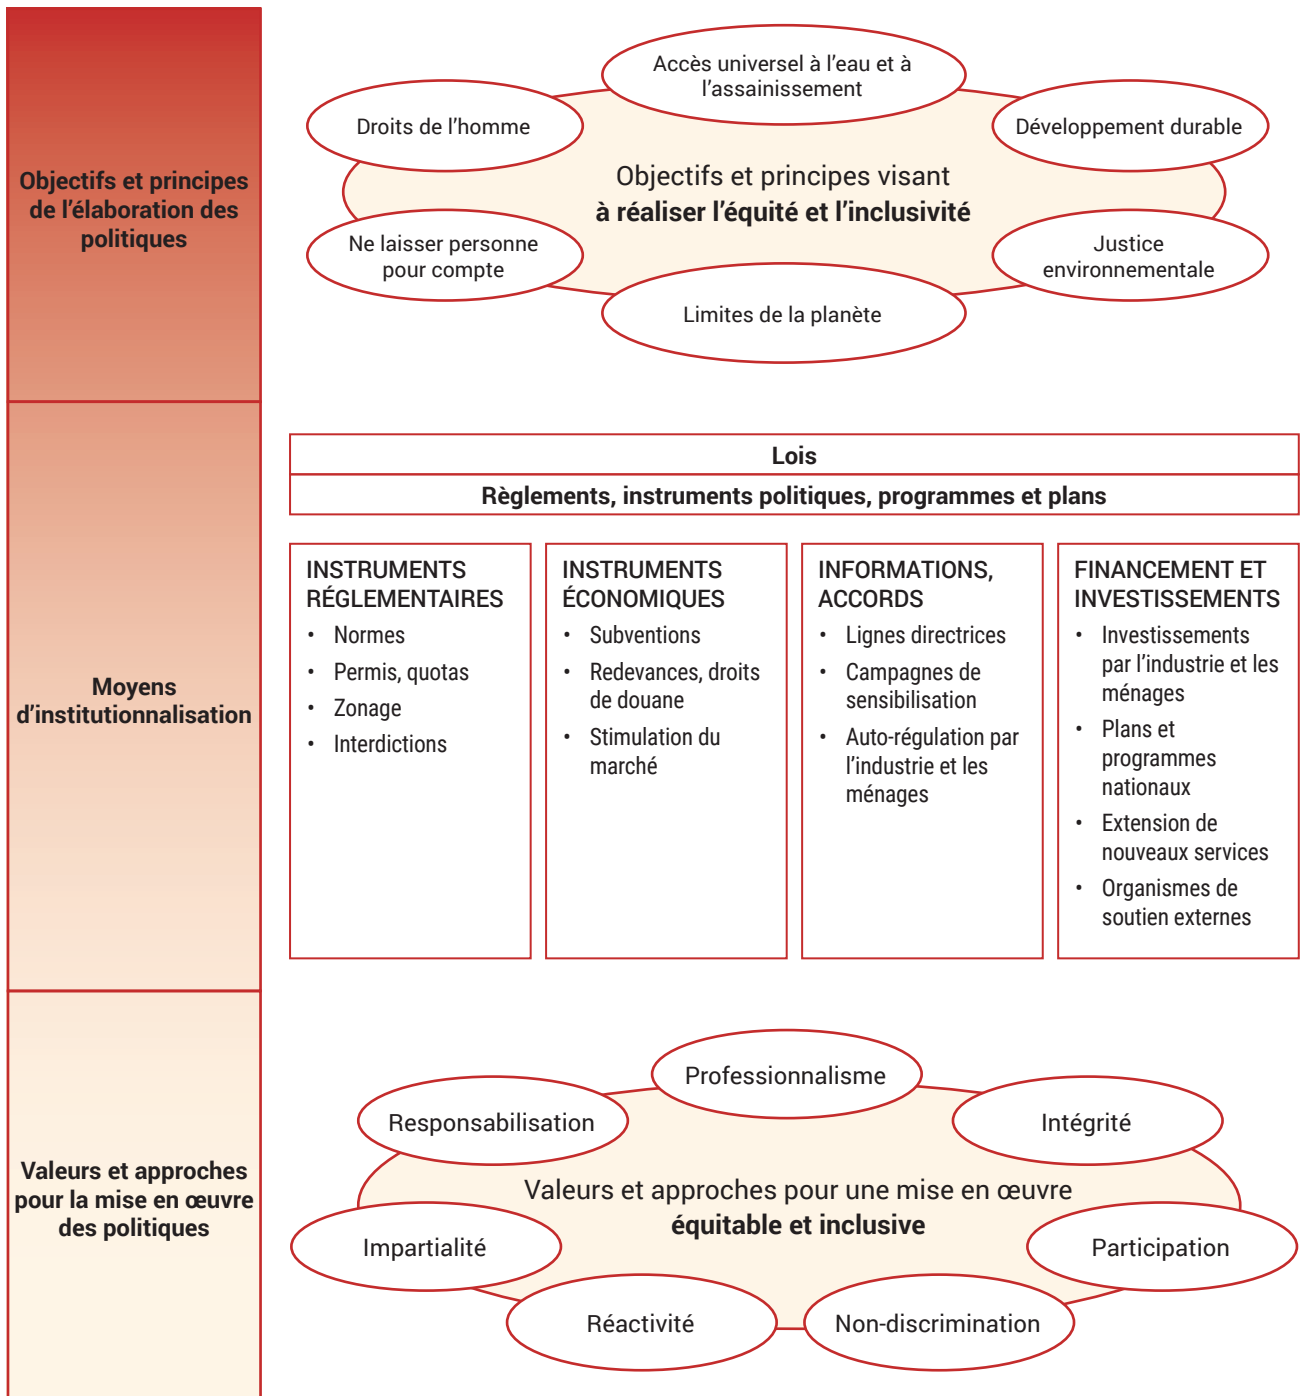 Objectifs et principes
de l'élaboration des
politiques
Accès universel à l'eau et à
l'assainissement
Droits de l'homme
Développement durable
Objectifs et principes visant
à réaliser l'équité et l'inclusivité
Ne laisser personne
pour compte
Justice
environnementale
Limites de la planète
Moyens
d'institutionnalisation
Lois
Règlements, instruments politiques, programmes et plans
INSTRUMENTS
RÉGLEMENTAIRES
• Normes
• Permis, quotas
• Zonage
• Interdictions
INSTRUMENTS
ÉCONOMIQUES
• Subventions
• Redevances, droits
de douane
• Stimulation du
marché
INFORMATIONS,
ACCORDS
• Lignes directrices
• Campagnes de
sensibilisation
• Auto-régulation par
l'industrie et les
ménages
FINANCEMENT ET
INVESTISSEMENTS
• Investissements
par l'industrie et les
ménages
• Plans et
programmes
nationaux
• Extension de
nouveaux services
• Organismes de
soutien externes
Valeurs et approches
pour la mise en œuvre
des politiques
Professionnalisme
Responsabilisation
Intégrité
Valeurs et approches pour une mise en œuvre
équitable et inclusive
Impartialité
Participation
Réactivité
Non-discrimination